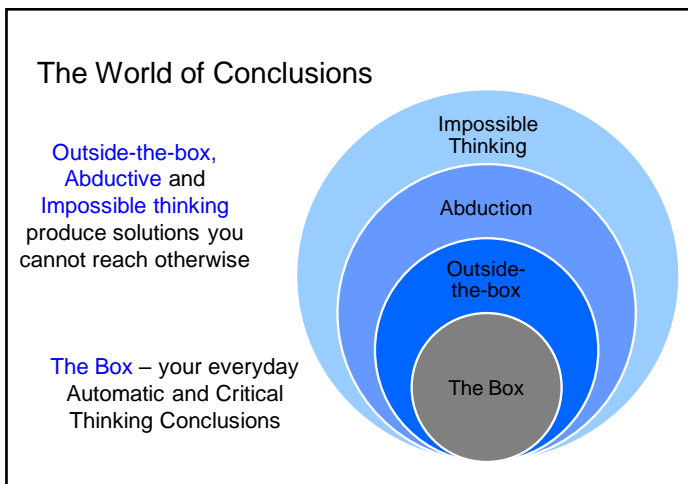 The World of Conclusions
Outside-the-box,
Abductive and
Impossible thinking
produce solutions you
cannot reach otherwise
The Box – your everyday
Automatic and Critical
Thinking Conclusions
Impossible
Thinking
Abduction
Outside-
the-box
The Box